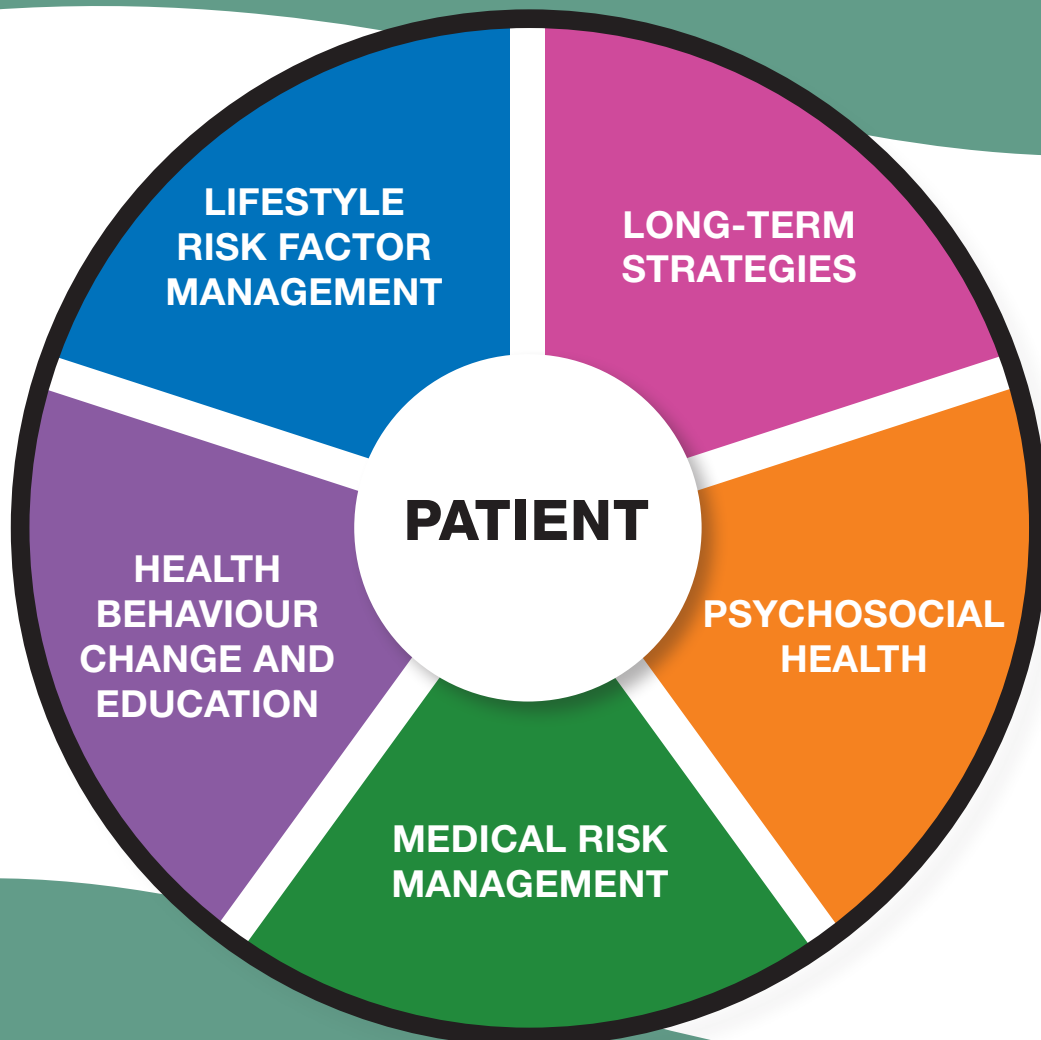 LIFESTYLE
RISK FACTOR
MANAGEMENT
LONG-TERM
STRATEGIES
PATIENT
HEALTH
BEHAVIOUR
CHANGE AND
EDUCATION
PSYCHOSOCIAL
HEALTH
MEDICAL RISK
MANAGEMENT